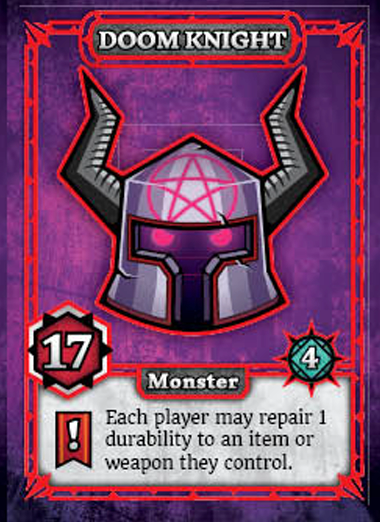 DOOM KNIGHT
17
4
Monster
!
Each player may repair 1
durability to an item or
weapon they control.